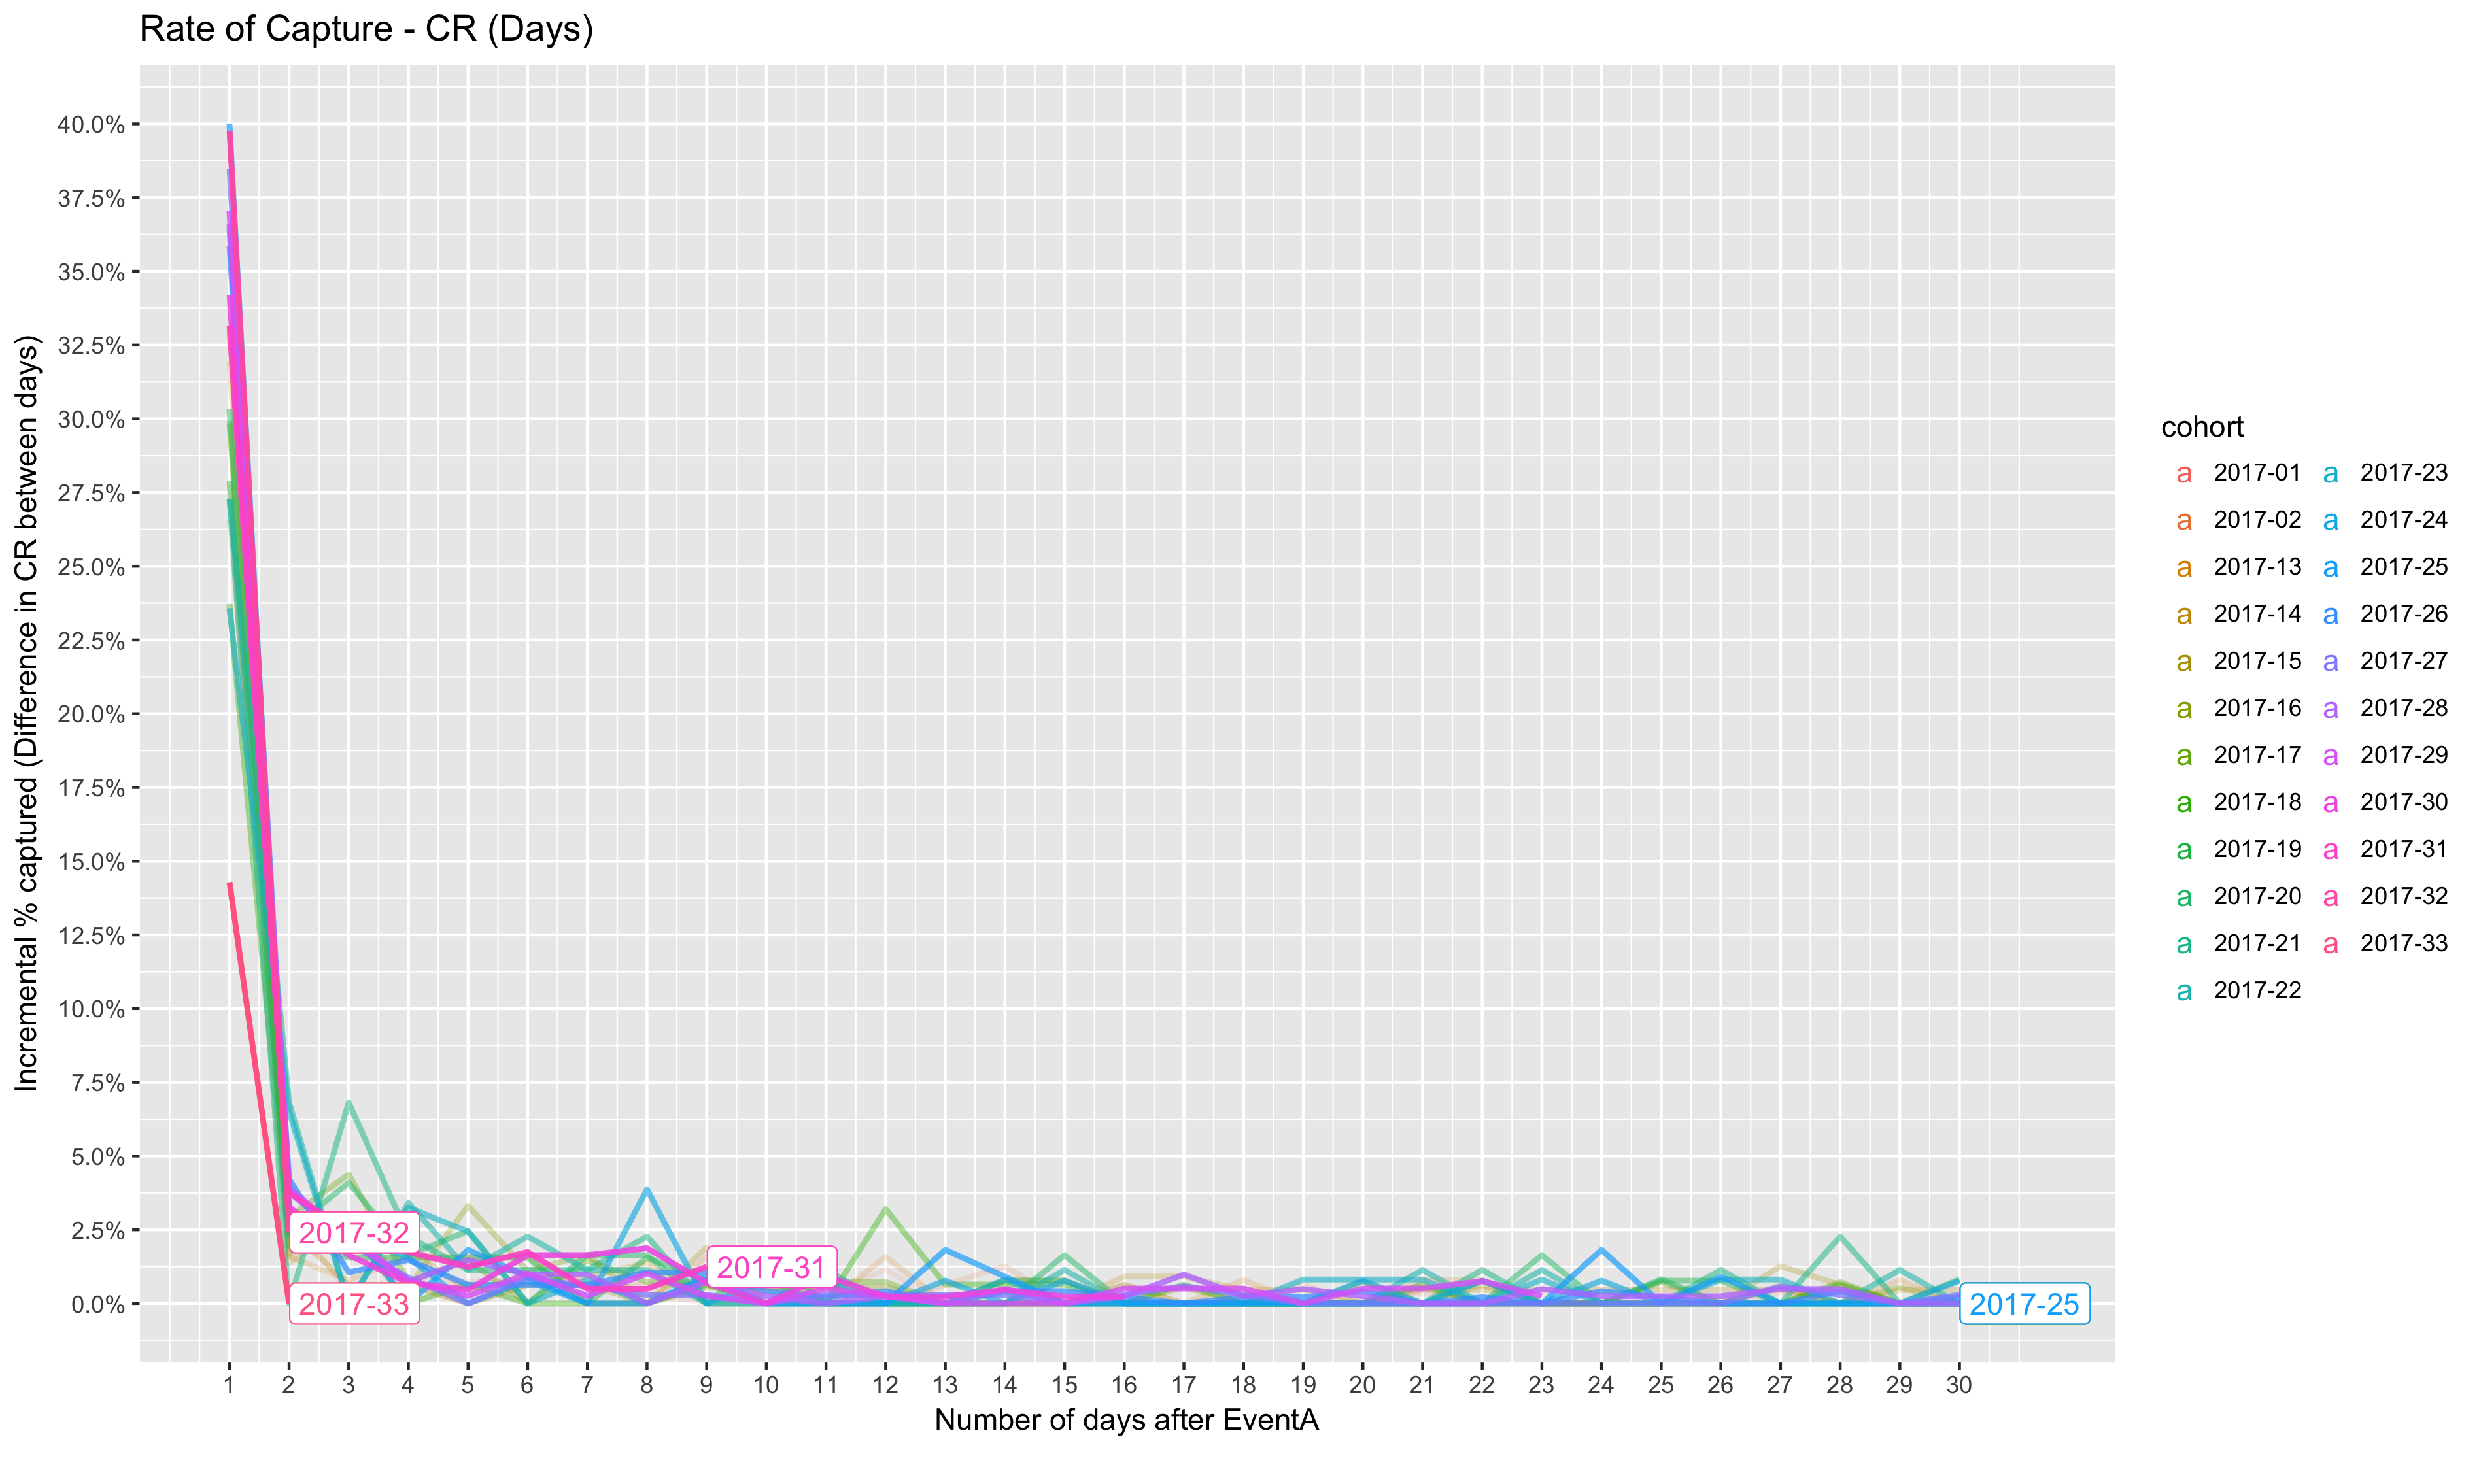 Rate of Capture - CR (Days)
Incremental % captured (Difference in CR between days)
40.0%
37.5%
35.0%
32.5%
30.0%
27.5%
25.0%
22.5%
20.0%
17.5%
15.0%
12.5%
10.0%
7.5%
5.0%
2.5%
0.0%
2017-32
2017-33
2017-31
2017-25
1 2 3 4 5 6 7 8 9 10 11 12 13 14 15 16 17 18 19 20 21 22 23 24 25 26 27 28 29 30
Number of days after EventA
cohort
a 2017-01 a 2017-23
a 2017-02 a 2017-24
a 2017-13 a 2017-25
a 2017-14 a 2017-26
a 2017-15 a 2017-27
a 2017-16 a 2017-28
a 2017-17 a 2017-29
a 2017-18 a 2017-30
a 2017-19 a 2017-31
a 2017-20 a 2017-32
a 2017-21 a 2017-33
a 2017-22